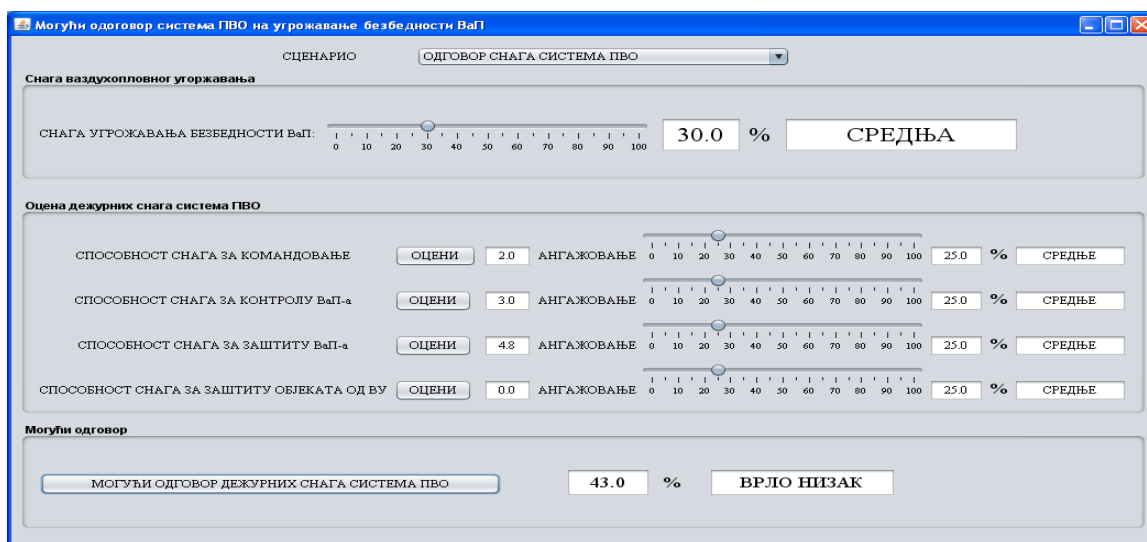 Могући одоговор система ПВО на угрожавање безбедности ВаП
СЦЕНАРИО ОДГОВОР СНАГА СИСТЕМА ПВО
Снага ваздухопловног угоржавања
СНАГА УГРОЖАВАЊА БЕЗБЕДНОСТИ ВаП: 30.0 % СРЕДЊА
0 10 20 30 40 50 60 70 80 90 100
Оцена дежурних снага система ПВО
СПОСОБНОСТ СНАГА ЗА КОМАНДОВАЊЕ ОЦЕНИ 2.0 АНГАЖОВАЊЕ 0 10 20 30 40 50 60 70 80 90 100 25.0 % СРЕДЊЕ
СПОСОБНОСТ СНАГА ЗА КОНТРОЛУ ВаП-а ОЦЕНИ 3.0 АНГАЖОВАЊЕ 0 10 20 30 40 50 60 70 80 90 100 25.0 % СРЕДЊЕ
СПОСОБНОСТ СНАГА ЗА ЗАШТИТУ ВаП-а ОЦЕНИ 4.8 АНГАЖОВАЊЕ 0 10 20 30 40 50 60 70 80 90 100 25.0 % СРЕДЊЕ
СПОСОБНОСТ СНАГА ЗА ЗАШТИТУ ОБЈЕКАТА ОД ВУ ОЦЕНИ 0.0 АНГАЖОВАЊЕ 0 10 20 30 40 50 60 70 80 90 100 25.0 % СРЕДЊЕ
Могући одговор
МОГУЋИ ОДГОВОР ДЕЖУРНИХ СНАГА СИСТЕМА ПВО 43.0 % ВРЛО НИЗАК